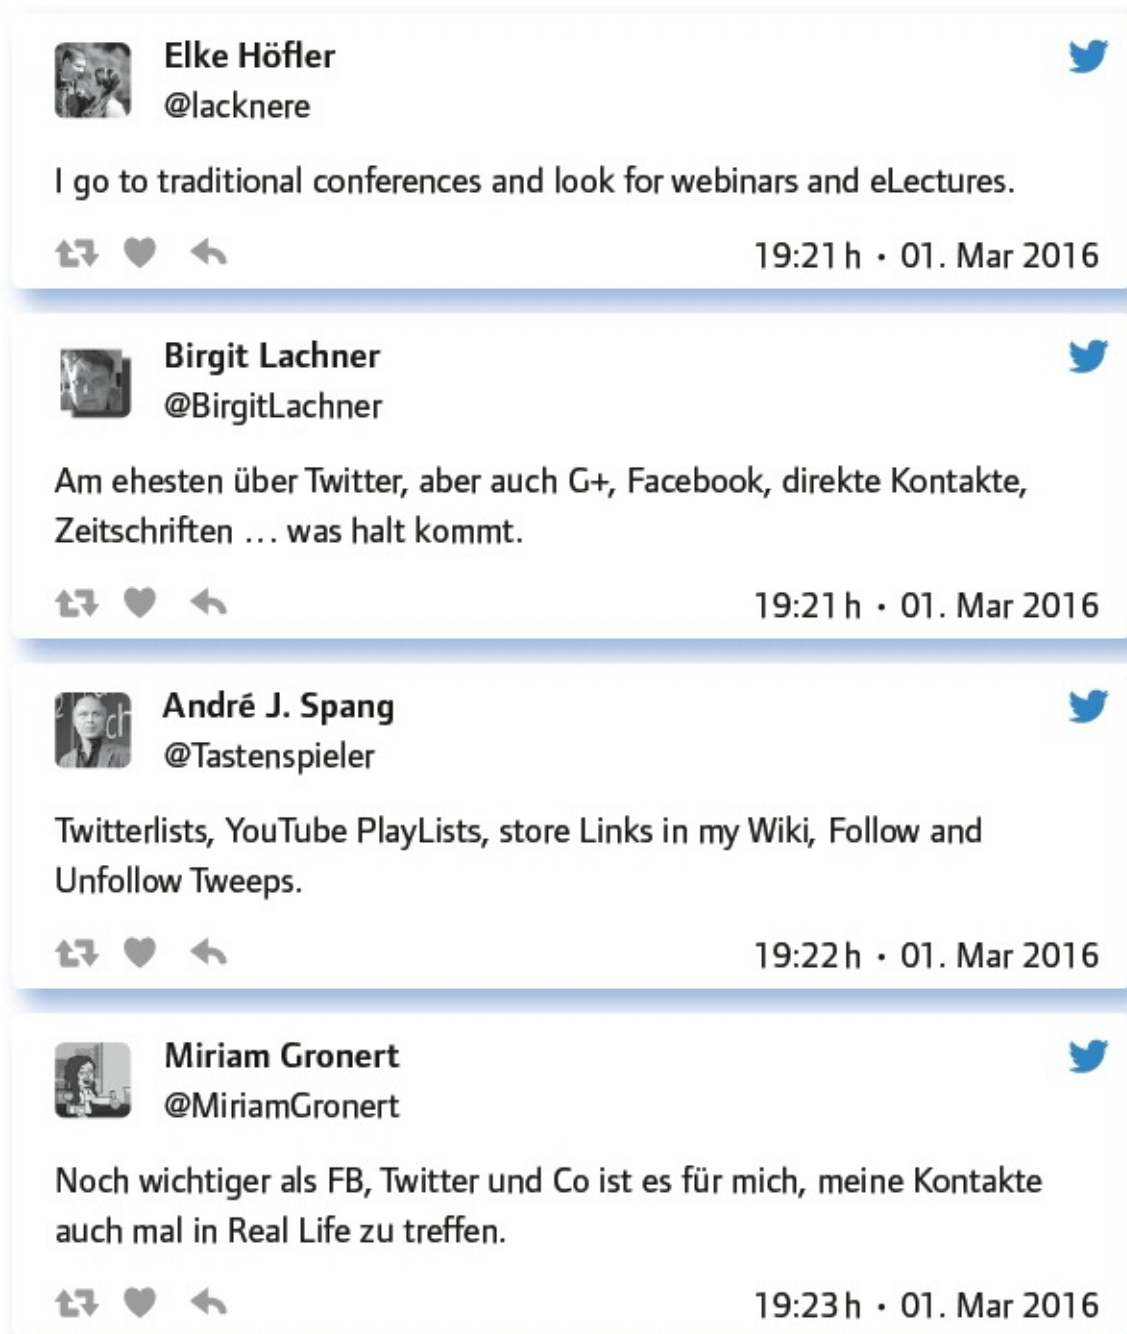 Elke Höfler
@lacknere
I go to traditional conferences and look for webinars and eLectures.
19:21 h • 01. Mar 2016
Birgit Lachner
@BirgitLachner
Am ehesten über Twitter, aber auch G+, Facebook, direkte Kontakte,
Zeitschriften … was halt kommt.
19:21 h • 01. Mar 2016
André J. Spang
@Tastenspieler
Twitterlists, YouTube PlayLists, store Links in my Wiki, Follow and
Unfollow Tweeps.
19:22 h • 01. Mar 2016
Miriam Gronert
@MiriamGronert
Noch wichtiger als FB, Twitter und Co ist es für mich, meine Kontakte
auch mal in Real Life zu treffen.
19:23 h • 01. Mar 2016